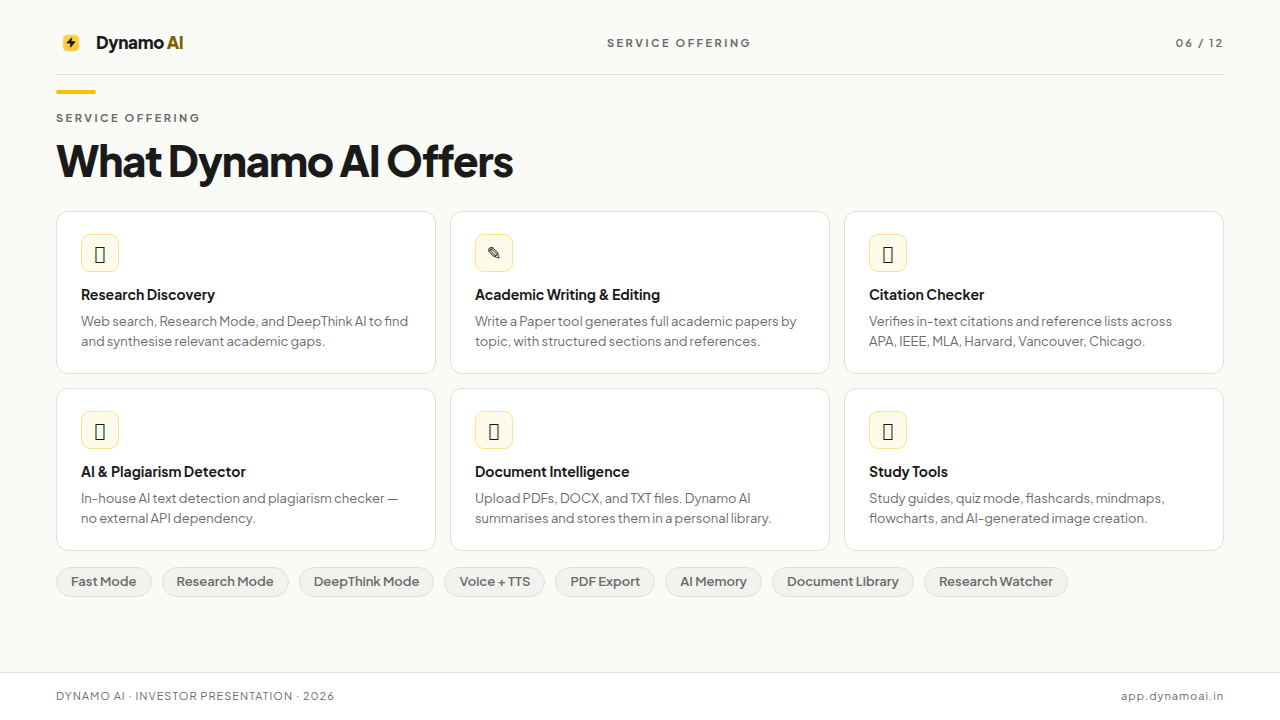 Dynamo AI
SERVICE OFFERING
06 / 12
SERVICE OFFERING
What Dynamo AI Offers
Research Discovery
Web search, Research Mode, and DeepThink AI to find
and synthesise relevant academic gaps.
Academic Writing & Editing
Write a Paper tool generates full academic papers by
topic, with structured sections and references.
Citation Checker
Verifies in-text citations and reference lists across
APA, IEEE, MLA, Harvard, Vancouver, Chicago.
AI & Plagiarism Detector
In-house AI text detection and plagiarism checker —
no external API dependency.
Document Intelligence
Upload PDFs, DOCX, and TXT files. Dynamo AI
summarises and stores them in a personal library.
Study Tools
Study guides, quiz mode, flashcards, mindmaps,
flowcharts, and AI-generated image creation.
Fast Mode
Research Mode
DeepThink Mode
Voice + TTS
PDF Export
AI Memory
Document Library
Research Watcher
DYNAMO AI · INVESTOR PRESENTATION · 2026
app.dynamoai.in